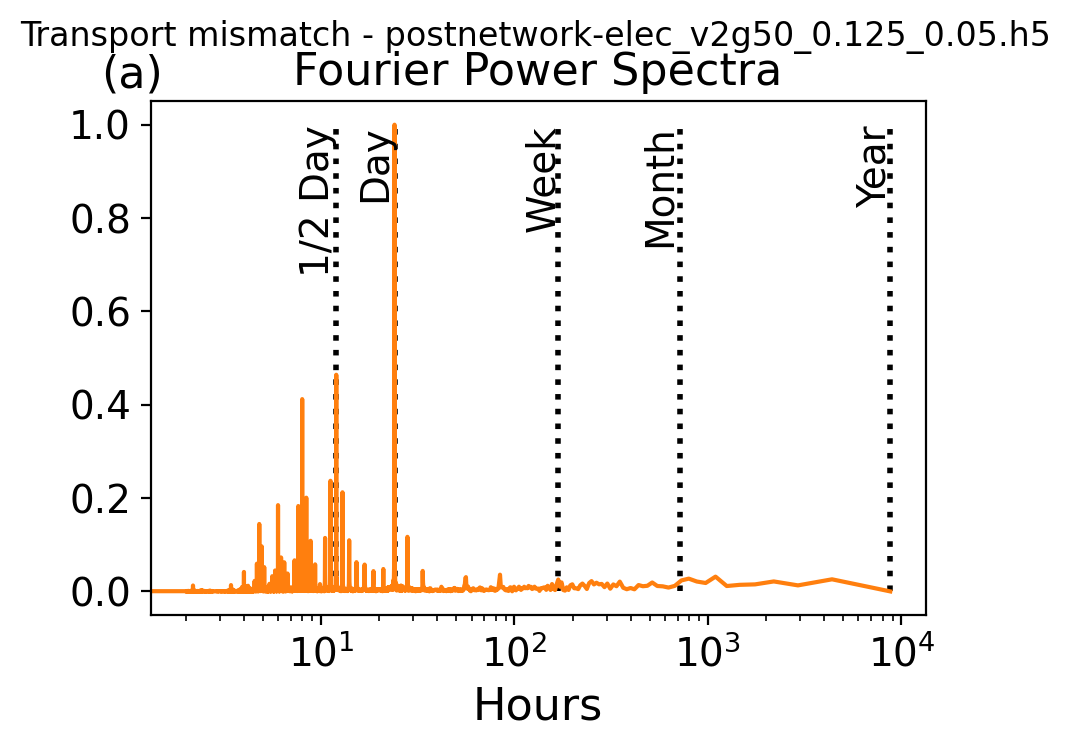 Transport mismatch - postnetwork-elec_v2g50_0.125_0.05.h5
(a) Fourier Power Spectra
1.0
0.8
0.6
0.4
0.2
0.0
1/2 Day
Day
Week
Month
Year
10¹ 10² 10³ 10⁴
Hours